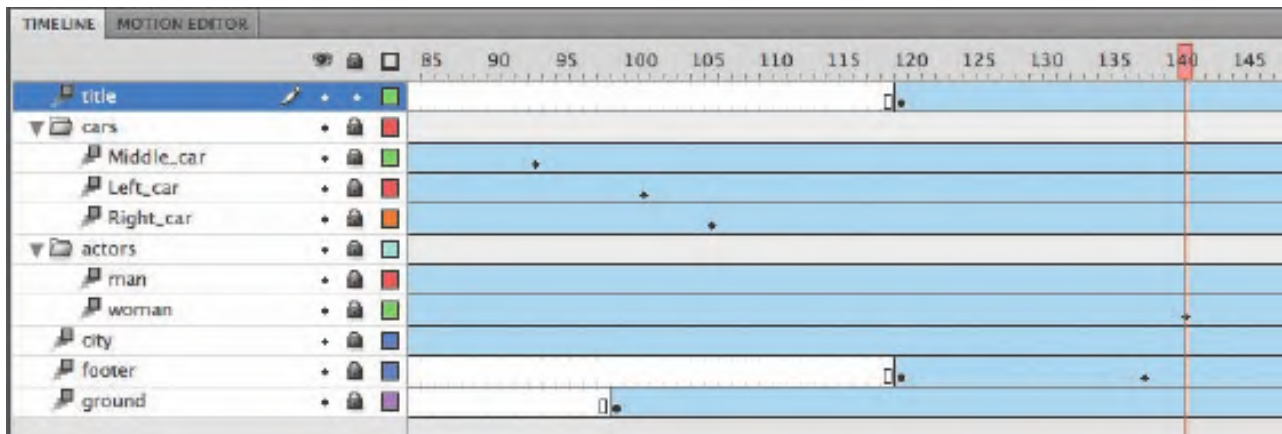 TIMELINE MOTION EDITOR
85 90 95 100 105 110 115 120 125 130 135 140 145
title
cars
Middle_car
Left_car
Right_car
actors
man
woman
city
footer
ground